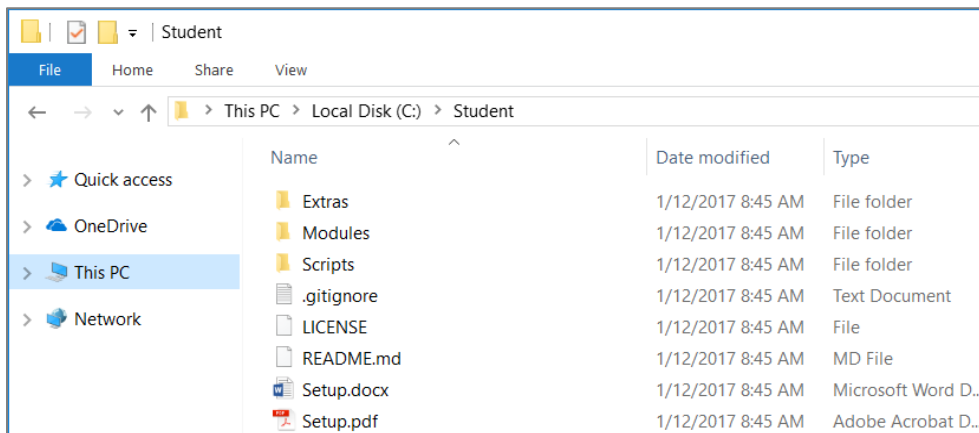 Student
File Home Share View
This PC Local Disk (C:) Student
Name Date modified Type
Quick access
OneDrive
This PC
Network
Extras 1/12/2017 8:45 AM File folder
Modules 1/12/2017 8:45 AM File folder
Scripts 1/12/2017 8:45 AM File folder
.gitignore 1/12/2017 8:45 AM Text Document
LICENSE 1/12/2017 8:45 AM File
README.md 1/12/2017 8:45 AM MD File
Setup.docx 1/12/2017 8:45 AM Microsoft Word D...
Setup.pdf 1/12/2017 8:45 AM Adobe Acrobat D...